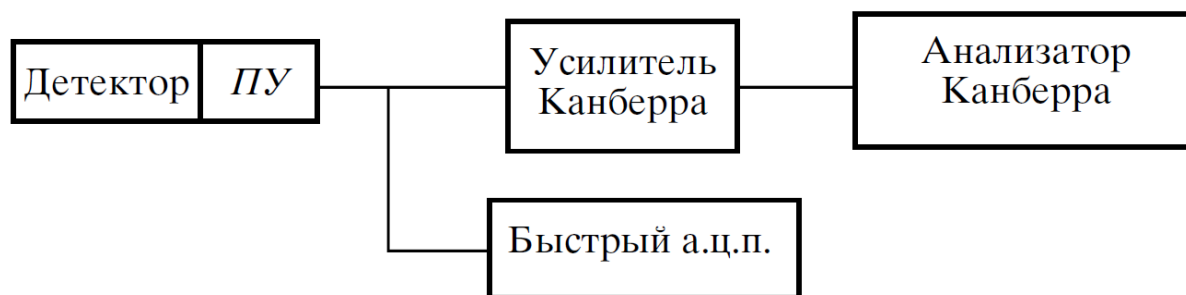 Детектор ПУ
Усилитель
Канберра
Анализатор
Канберра
Быстрый а.ц.п.